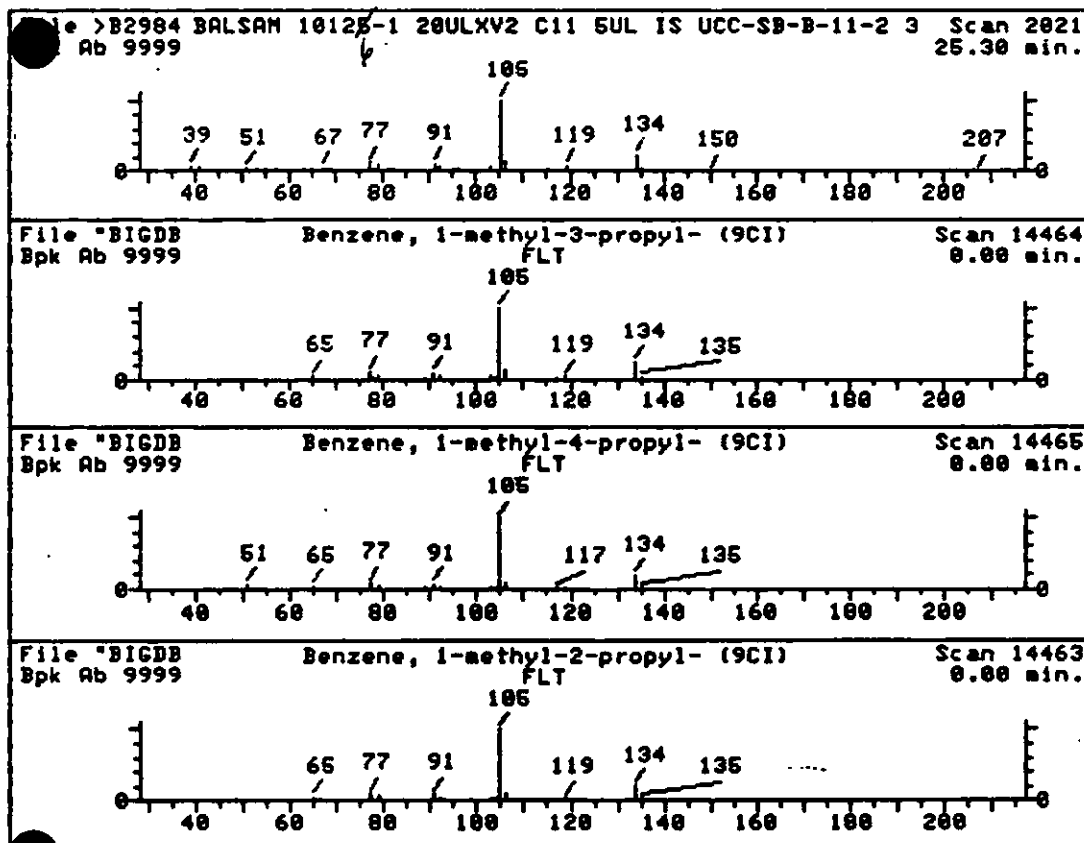 le >B2984 BALSAM 10125-1 20ULXV2 C11 5UL IS UCC-SB-B-11-2 3 Scan 2021
Ab 9999 6 25.30 min.
105
39 51 67 77 91 119 134 150 207
0 0
40 60 80 100 120 140 160 180 200
File "BIGDB Benzene, 1-methyl-3-propyl- (9CI) Scan 14464
Bpk Ab 9999 FLT 0.00 min.
105
65 77 91 119 134 135
0 0
40 60 80 100 120 140 160 180 200
File "BIGDB Benzene, 1-methyl-4-propyl- (9CI) Scan 14465
Bpk Ab 9999 FLT 0.00 min.
105
51 65 77 91 117 134 135
0 0
40 60 80 100 120 140 160 180 200
File "BIGDB Benzene, 1-methyl-2-propyl- (9CI) Scan 14463
Bpk Ab 9999 FLT 0.00 min.
105
65 77 91 119 134 135
0 0
40 60 80 100 120 140 160 180 200